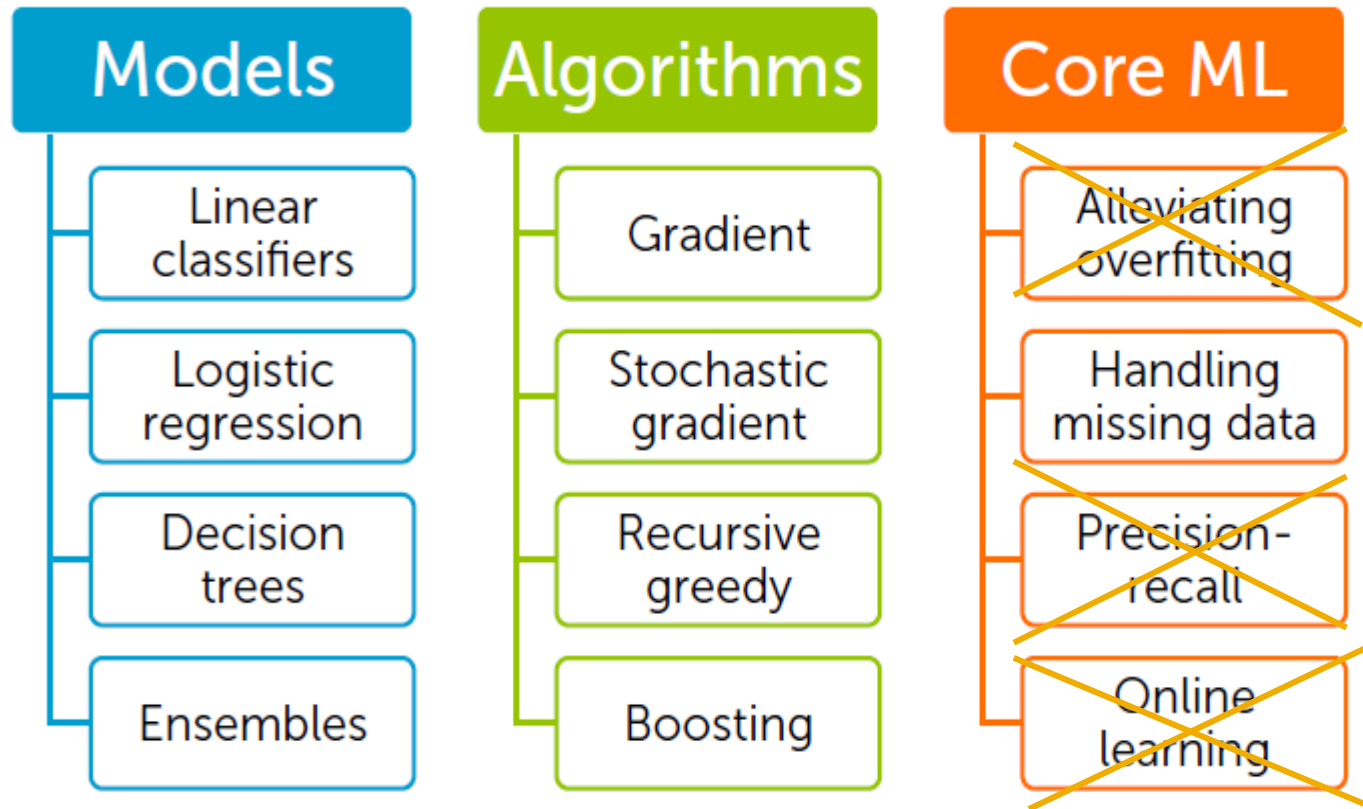 Models
Linear
classifiers
Logistic
regression
Decision
trees
Ensembles
Algorithms
Gradient
Stochastic
gradient
Recursive
greedy
Boosting
Core ML
Alleviating
overfitting
Handling
missing data
Precision-
recall
Online
learning